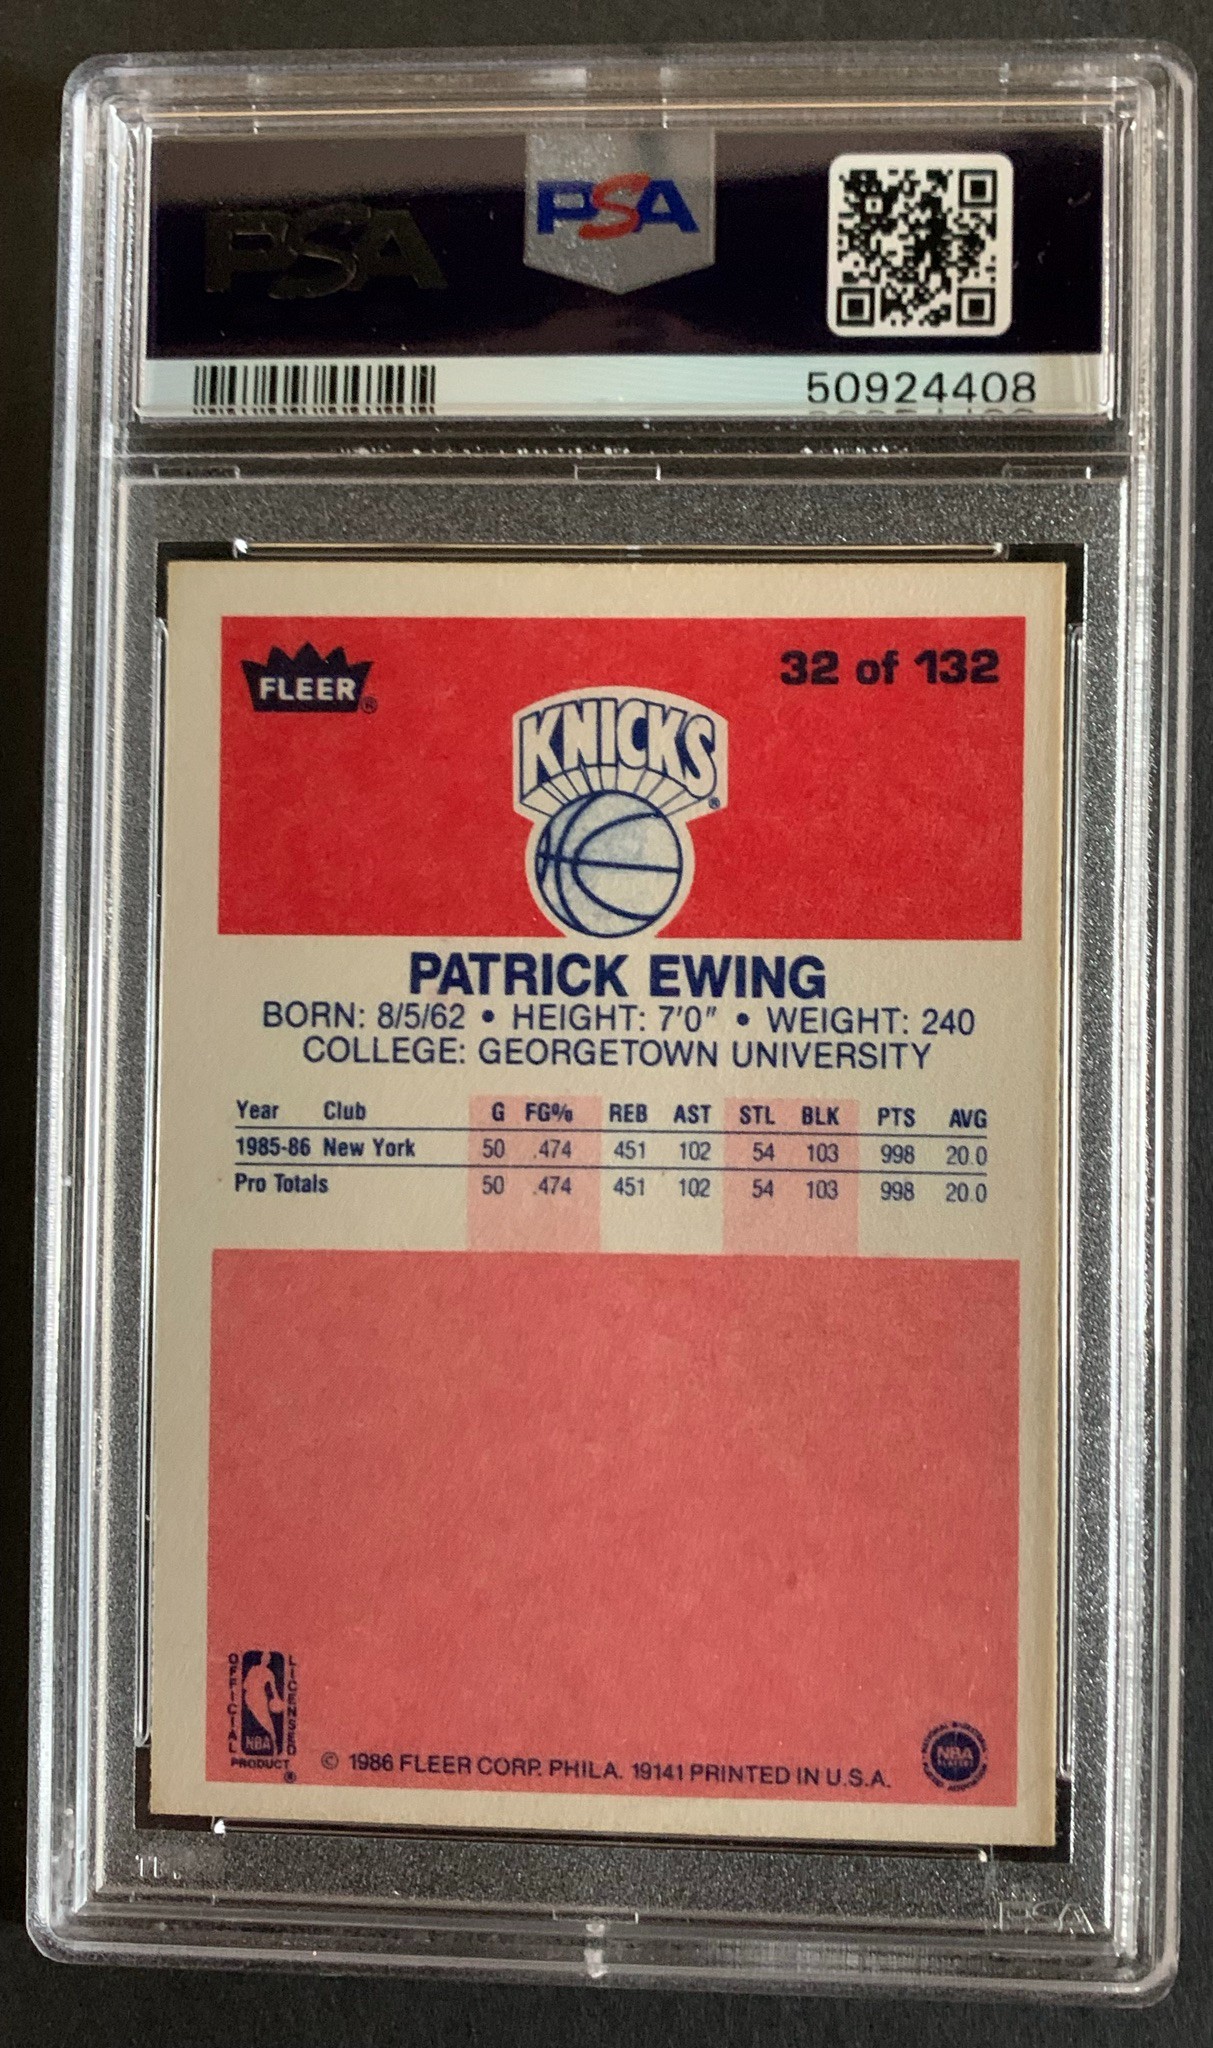 PSA
PSA
50924408
FLEER®
32 of 132
KNICKS®
PATRICK EWING
BORN: 8/5/62 • HEIGHT: 7'0" • WEIGHT: 240
COLLEGE: GEORGETOWN UNIVERSITY
Year Club G FG% REB AST STL BLK PTS AVG
1985-86 New York 50 .474 451 102 54 103 998 20.0
Pro Totals 50 .474 451 102 54 103 998 20.0
OFFICIAL
LICENSED
NBA
PRODUCT®
© 1986 FLEER CORP. PHILA. 19141 PRINTED IN U.S.A.
NBA
PLAYERS
PSA